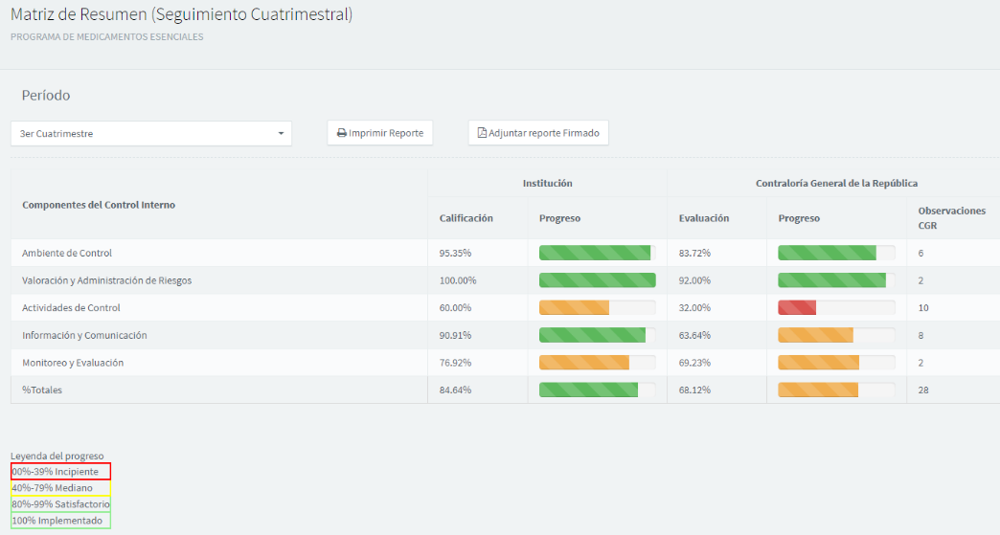 Matriz de Resumen (Seguimiento Cuatrimestral)
PROGRAMA DE MEDICAMENTOS ESENCIALES
Período
3er Cuatrimestre
Imprimir Reporte
Adjuntar reporte Firmado
Componentes del Control Interno
Institución
Contraloría General de la República
Calificación
Progreso
Evaluación
Progreso
Observaciones
CGR
Ambiente de Control 95.35% 83.72% 6
Valoración y Administración de Riesgos 100.00% 92.00% 2
Actividades de Control 60.00% 32.00% 10
Información y Comunicación 90.91% 63.64% 8
Monitoreo y Evaluación 76.92% 69.23% 2
%Totales 84.64% 68.12% 28
Leyenda del progreso
00%-39% Incipiente
40%-79% Mediano
80%-99% Satisfactorio
100% Implementado